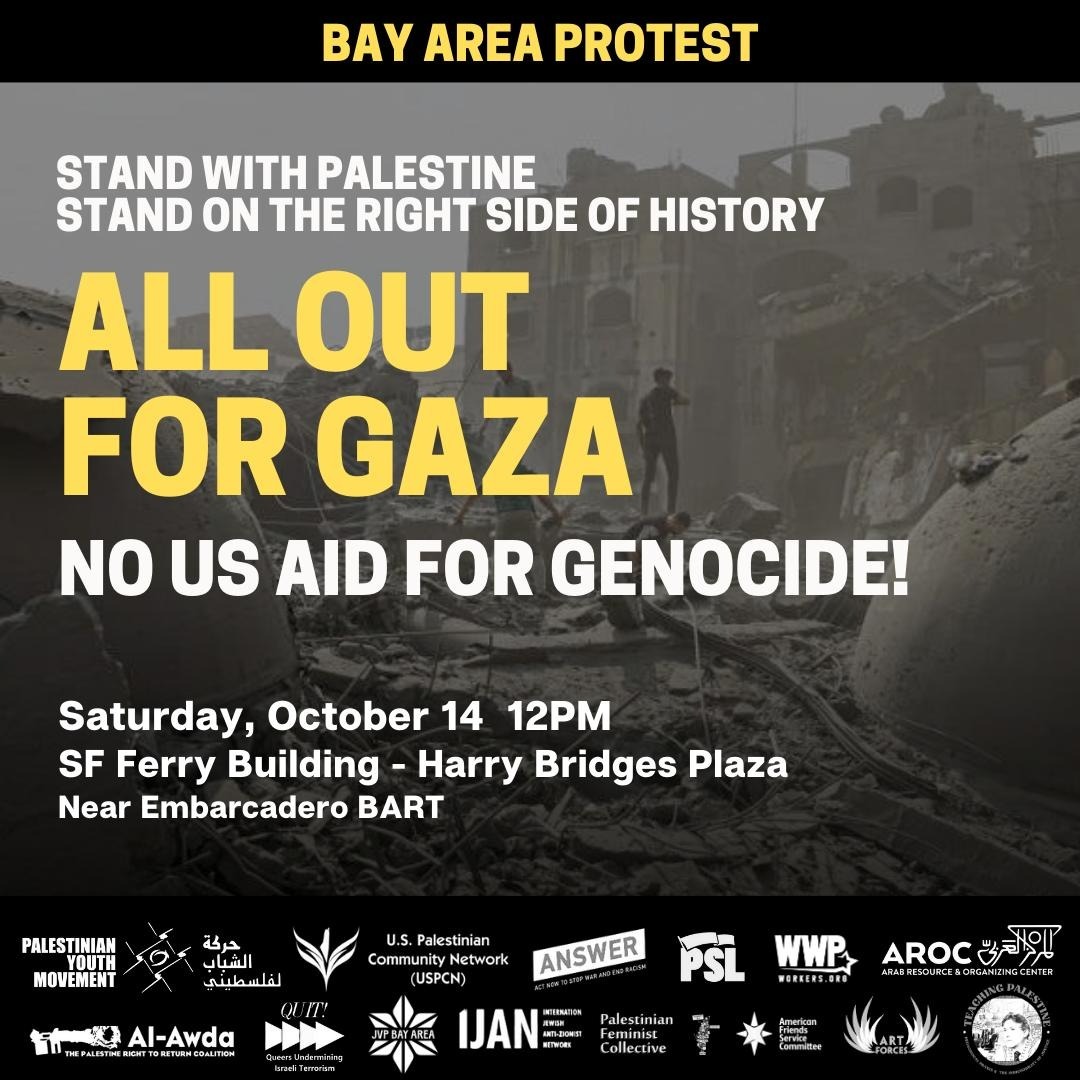 BAY AREA PROTEST
STAND WITH PALESTINE
STAND ON THE RIGHT SIDE OF HISTORY
ALL OUT
FOR GAZA
NO US AID FOR GENOCIDE!
Saturday, October 14 12PM
SF Ferry Building - Harry Bridges Plaza
Near Embarcadero BART
PALESTINIAN
YOUTH
MOVEMENT
حركة
الشباب
الفلسطيني
U.S. Palestinian
Community Network
(USPCN)
ANSWER
ACT NOW TO STOP WAR AND END RACISM
PSL
WWP
WORKERS.ORG
AROC
ARAB RESOURCE & ORGANIZING CENTER
Al-Awda
THE PALESTINE RIGHT TO RETURN COALITION
QUIT!
Queers Undermining
Israeli Terrorism
JVP BAY AREA
IJAN
INTERNATION
JEWISH
ANTI-ZIONIST
NETWORK
Palestinian
Feminist
Collective
American
Friends
Service
Committee
ART
FORCES
TEACHING PALESTINE